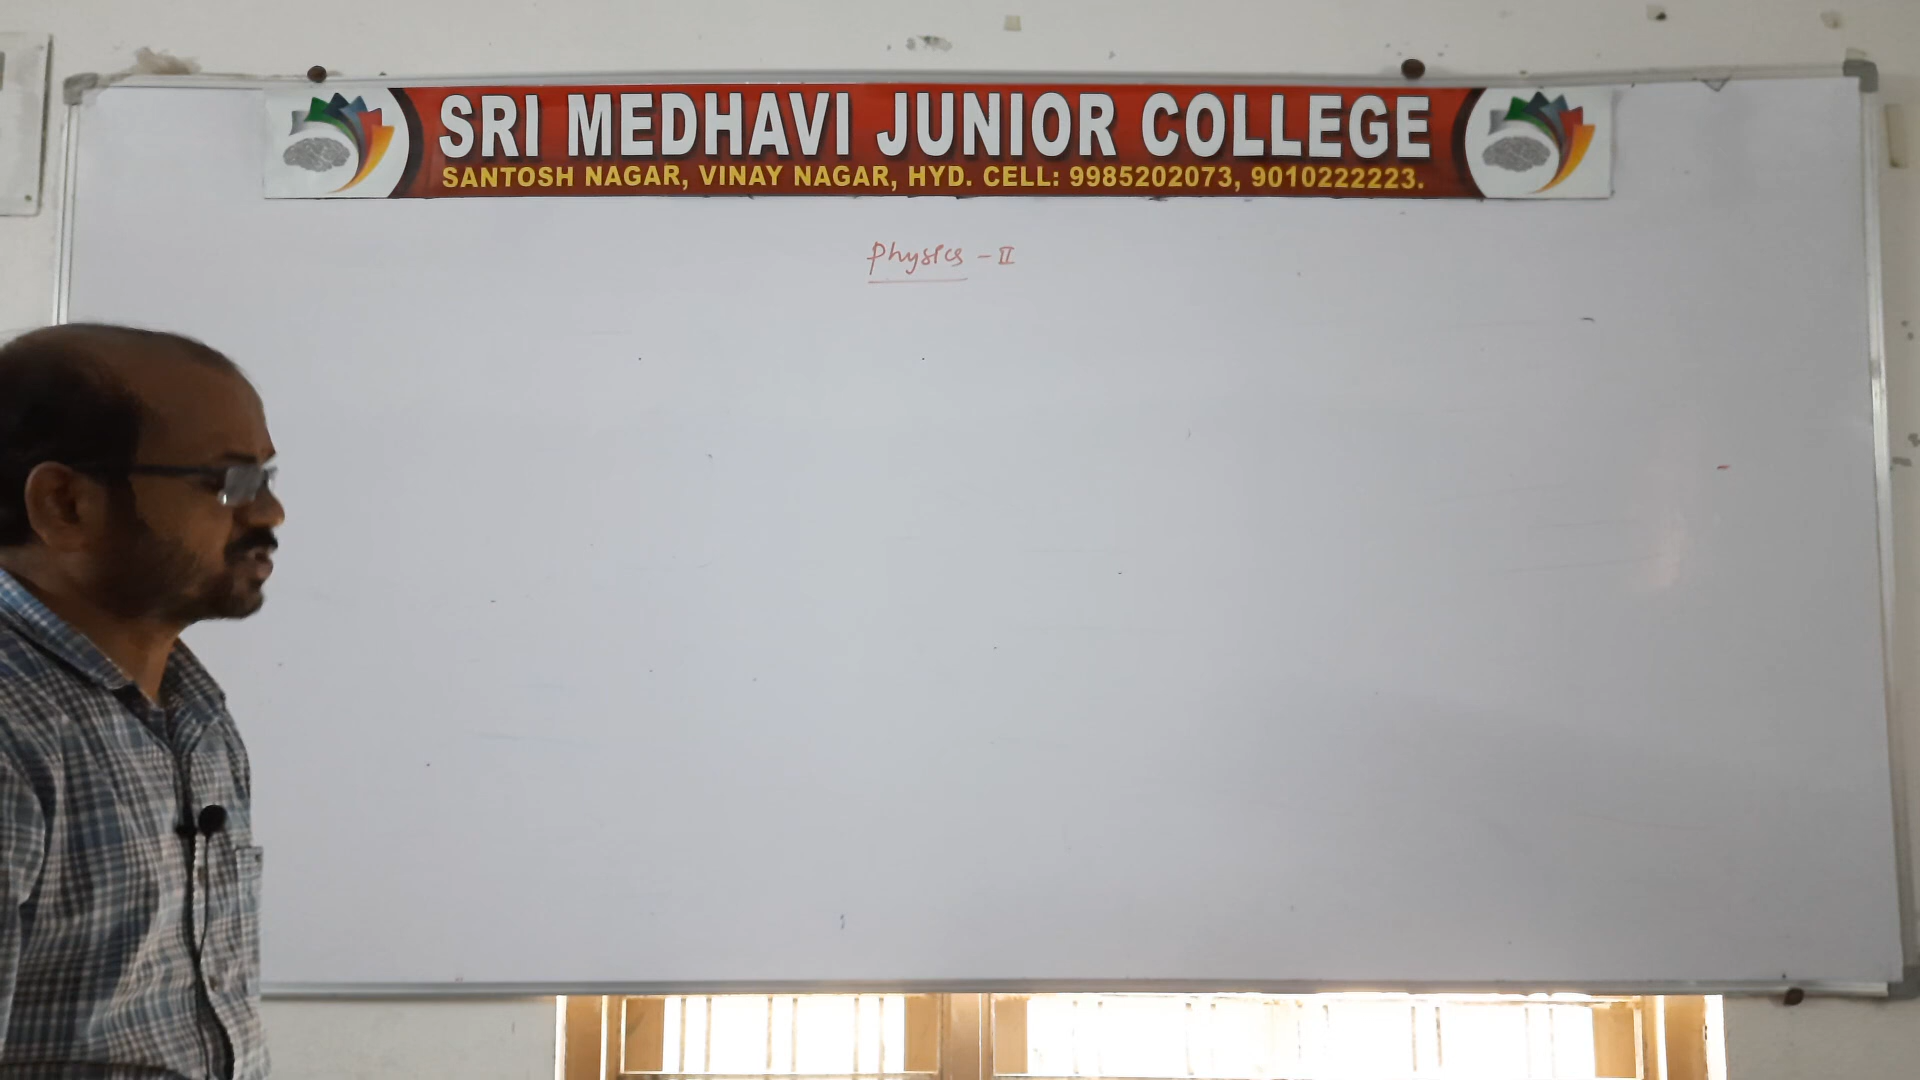 SRI MEDHAVI JUNIOR COLLEGE
SANTOSH NAGAR, VINAY NAGAR, HYD. CELL: 9985202073, 9010222223.
Physics - II